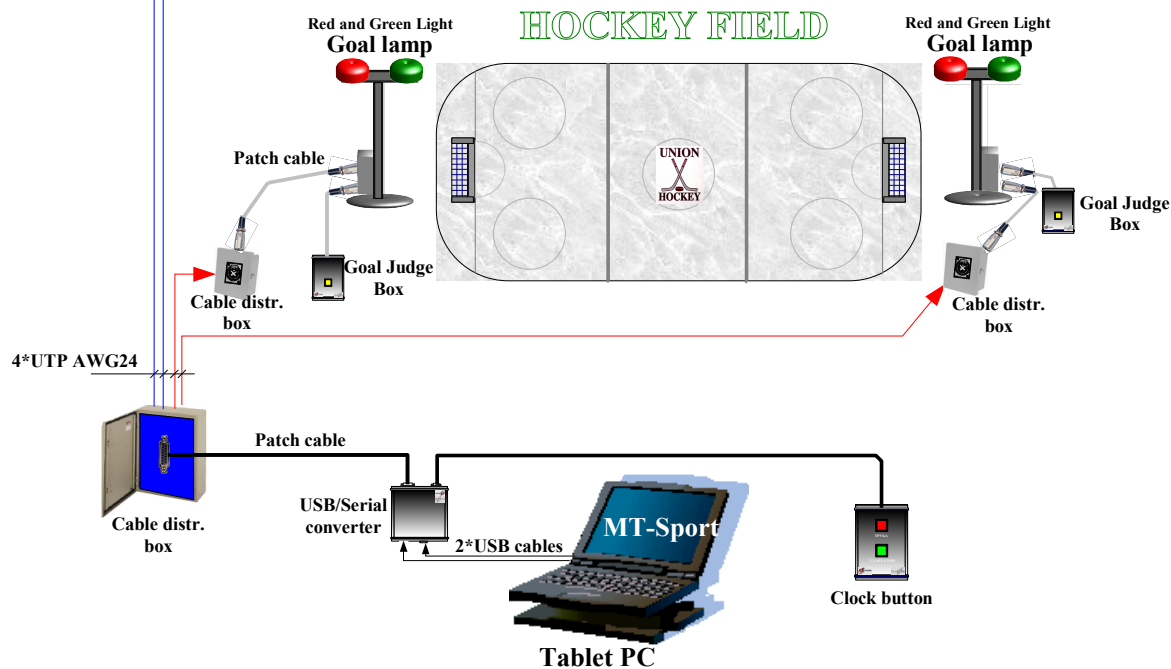 HOCKEY FIELD
Red and Green Light
Goal lamp
Red and Green Light
Goal lamp
Patch cable
UNION
HOCKEY
Goal Judge
Box
Goal Judge
Box
Cable distr.
box
Cable distr.
box
4*UTP AWG24
Patch cable
USB/Serial
converter
MT-Sport
2*USB cables
Cable distr.
box
Clock button
Tablet PC